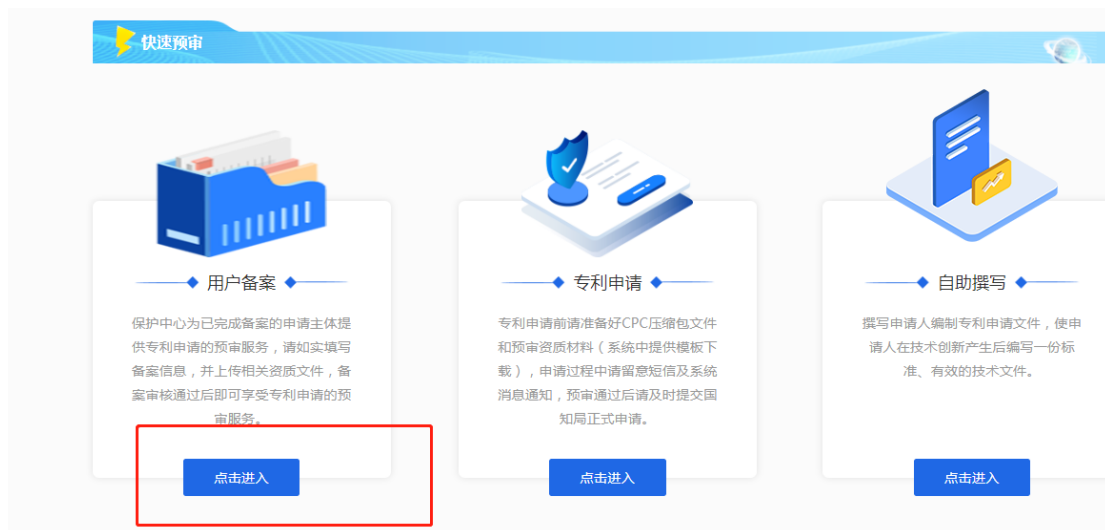 快速预审
用户备案
保护中心为已完成备案的申请主体提
供专利申请的预审服务，请如实填写
备案信息，并上传相关资质文件，备
案审核通过后即可享受专利申请的预
审服务。
点击进入
专利申请
专利申请前请准备好CPC压缩包文件
和预审资质材料（系统中提供模板下
载），申请过程中请留意短信及系统
消息通知，预审通过后请及时提交国
知局正式申请。
点击进入
自助撰写
撰写申请人编制专利申请文件，使申
请人在技术创新产生后编写一份标
准、有效的技术文件。
点击进入